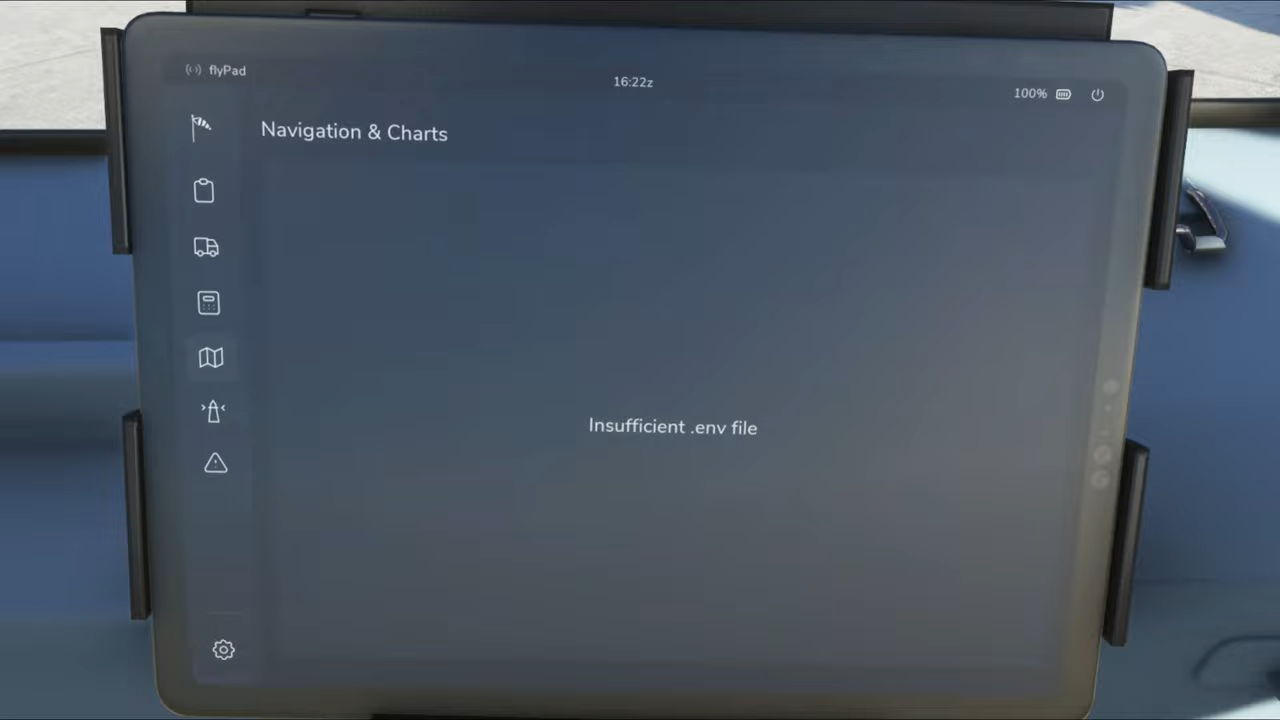 flyPad
16:22z
100%
Navigation & Charts
Insufficient .env file